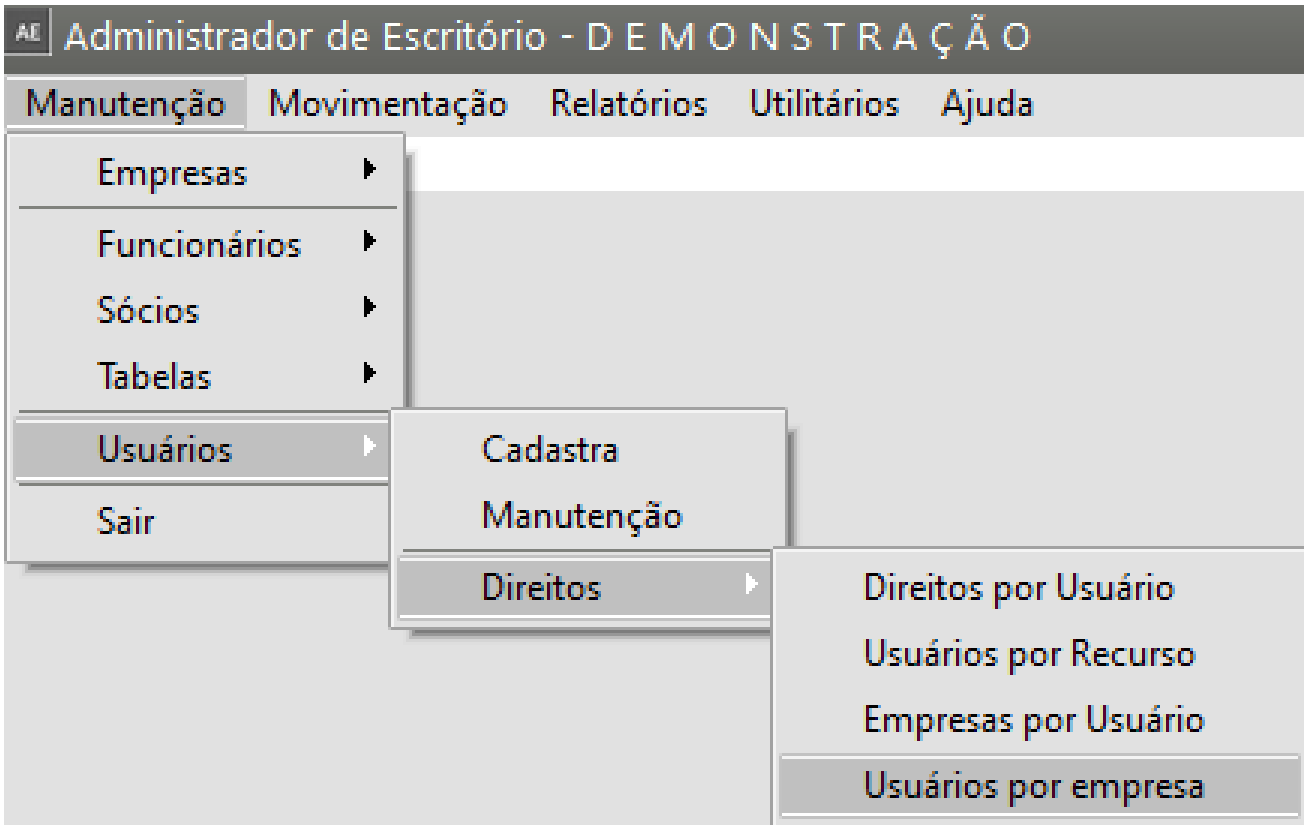 AE Administrador de Escritório - D E M O N S T R A Ç Ã O
Manutenção Movimentação Relatórios Utilitários Ajuda
Empresas
Funcionários
Sócios
Tabelas
Usuários
Sair
Cadastra
Manutenção
Direitos
Direitos por Usuário
Usuários por Recurso
Empresas por Usuário
Usuários por empresa